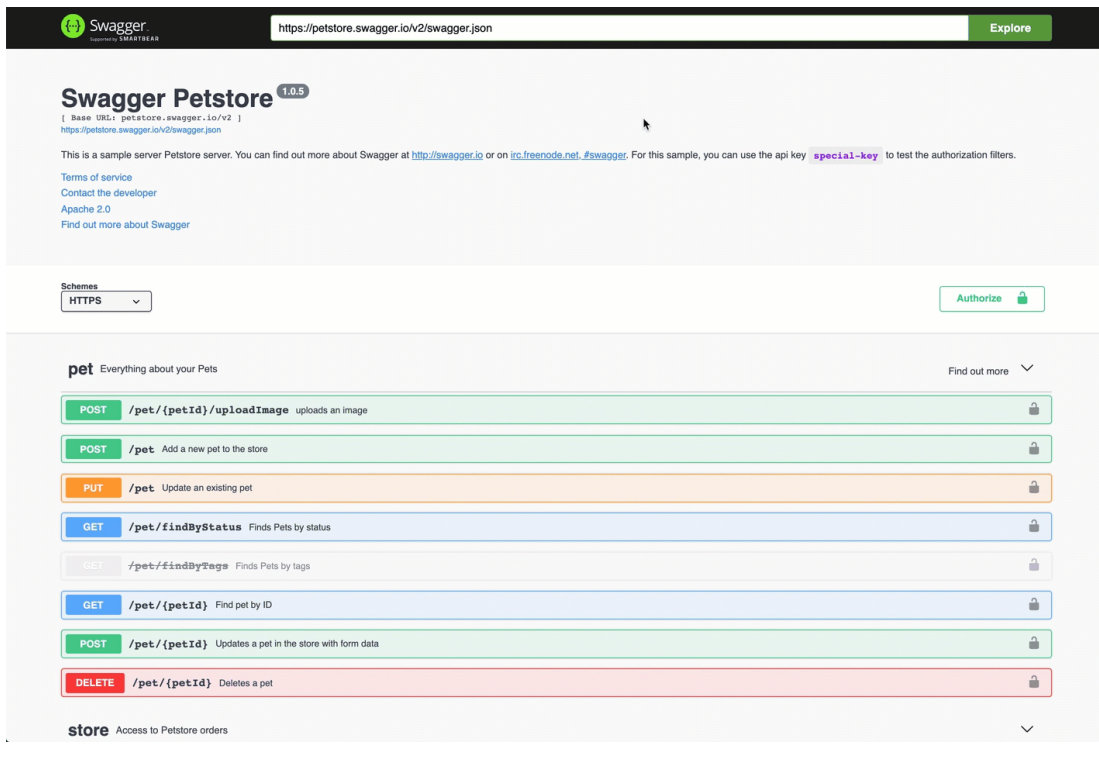 Swagger.
Supported by SMARTBEAR
https://petstore.swagger.io/v2/swagger.json
Explore
Swagger Petstore 1.0.5
[ Base URL: petstore.swagger.io/v2 ]
https://petstore.swagger.io/v2/swagger.json
This is a sample server Petstore server. You can find out more about Swagger at http://swagger.io or on irc.freenode.net, #swagger. For this sample, you can use the api key special-key to test the authorization filters.
Terms of service
Contact the developer
Apache 2.0
Find out more about Swagger
Schemes
HTTPS
Authorize
pet Everything about your Pets
Find out more
POST /pet/{petId}/uploadImage uploads an image
POST /pet Add a new pet to the store
PUT /pet Update an existing pet
GET /pet/findByStatus Finds Pets by status
GET /pet/findByTags Finds Pets by tags
GET /pet/{petId} Find pet by ID
POST /pet/{petId} Updates a pet in the store with form data
DELETE /pet/{petId} Deletes a pet
store Access to Petstore orders